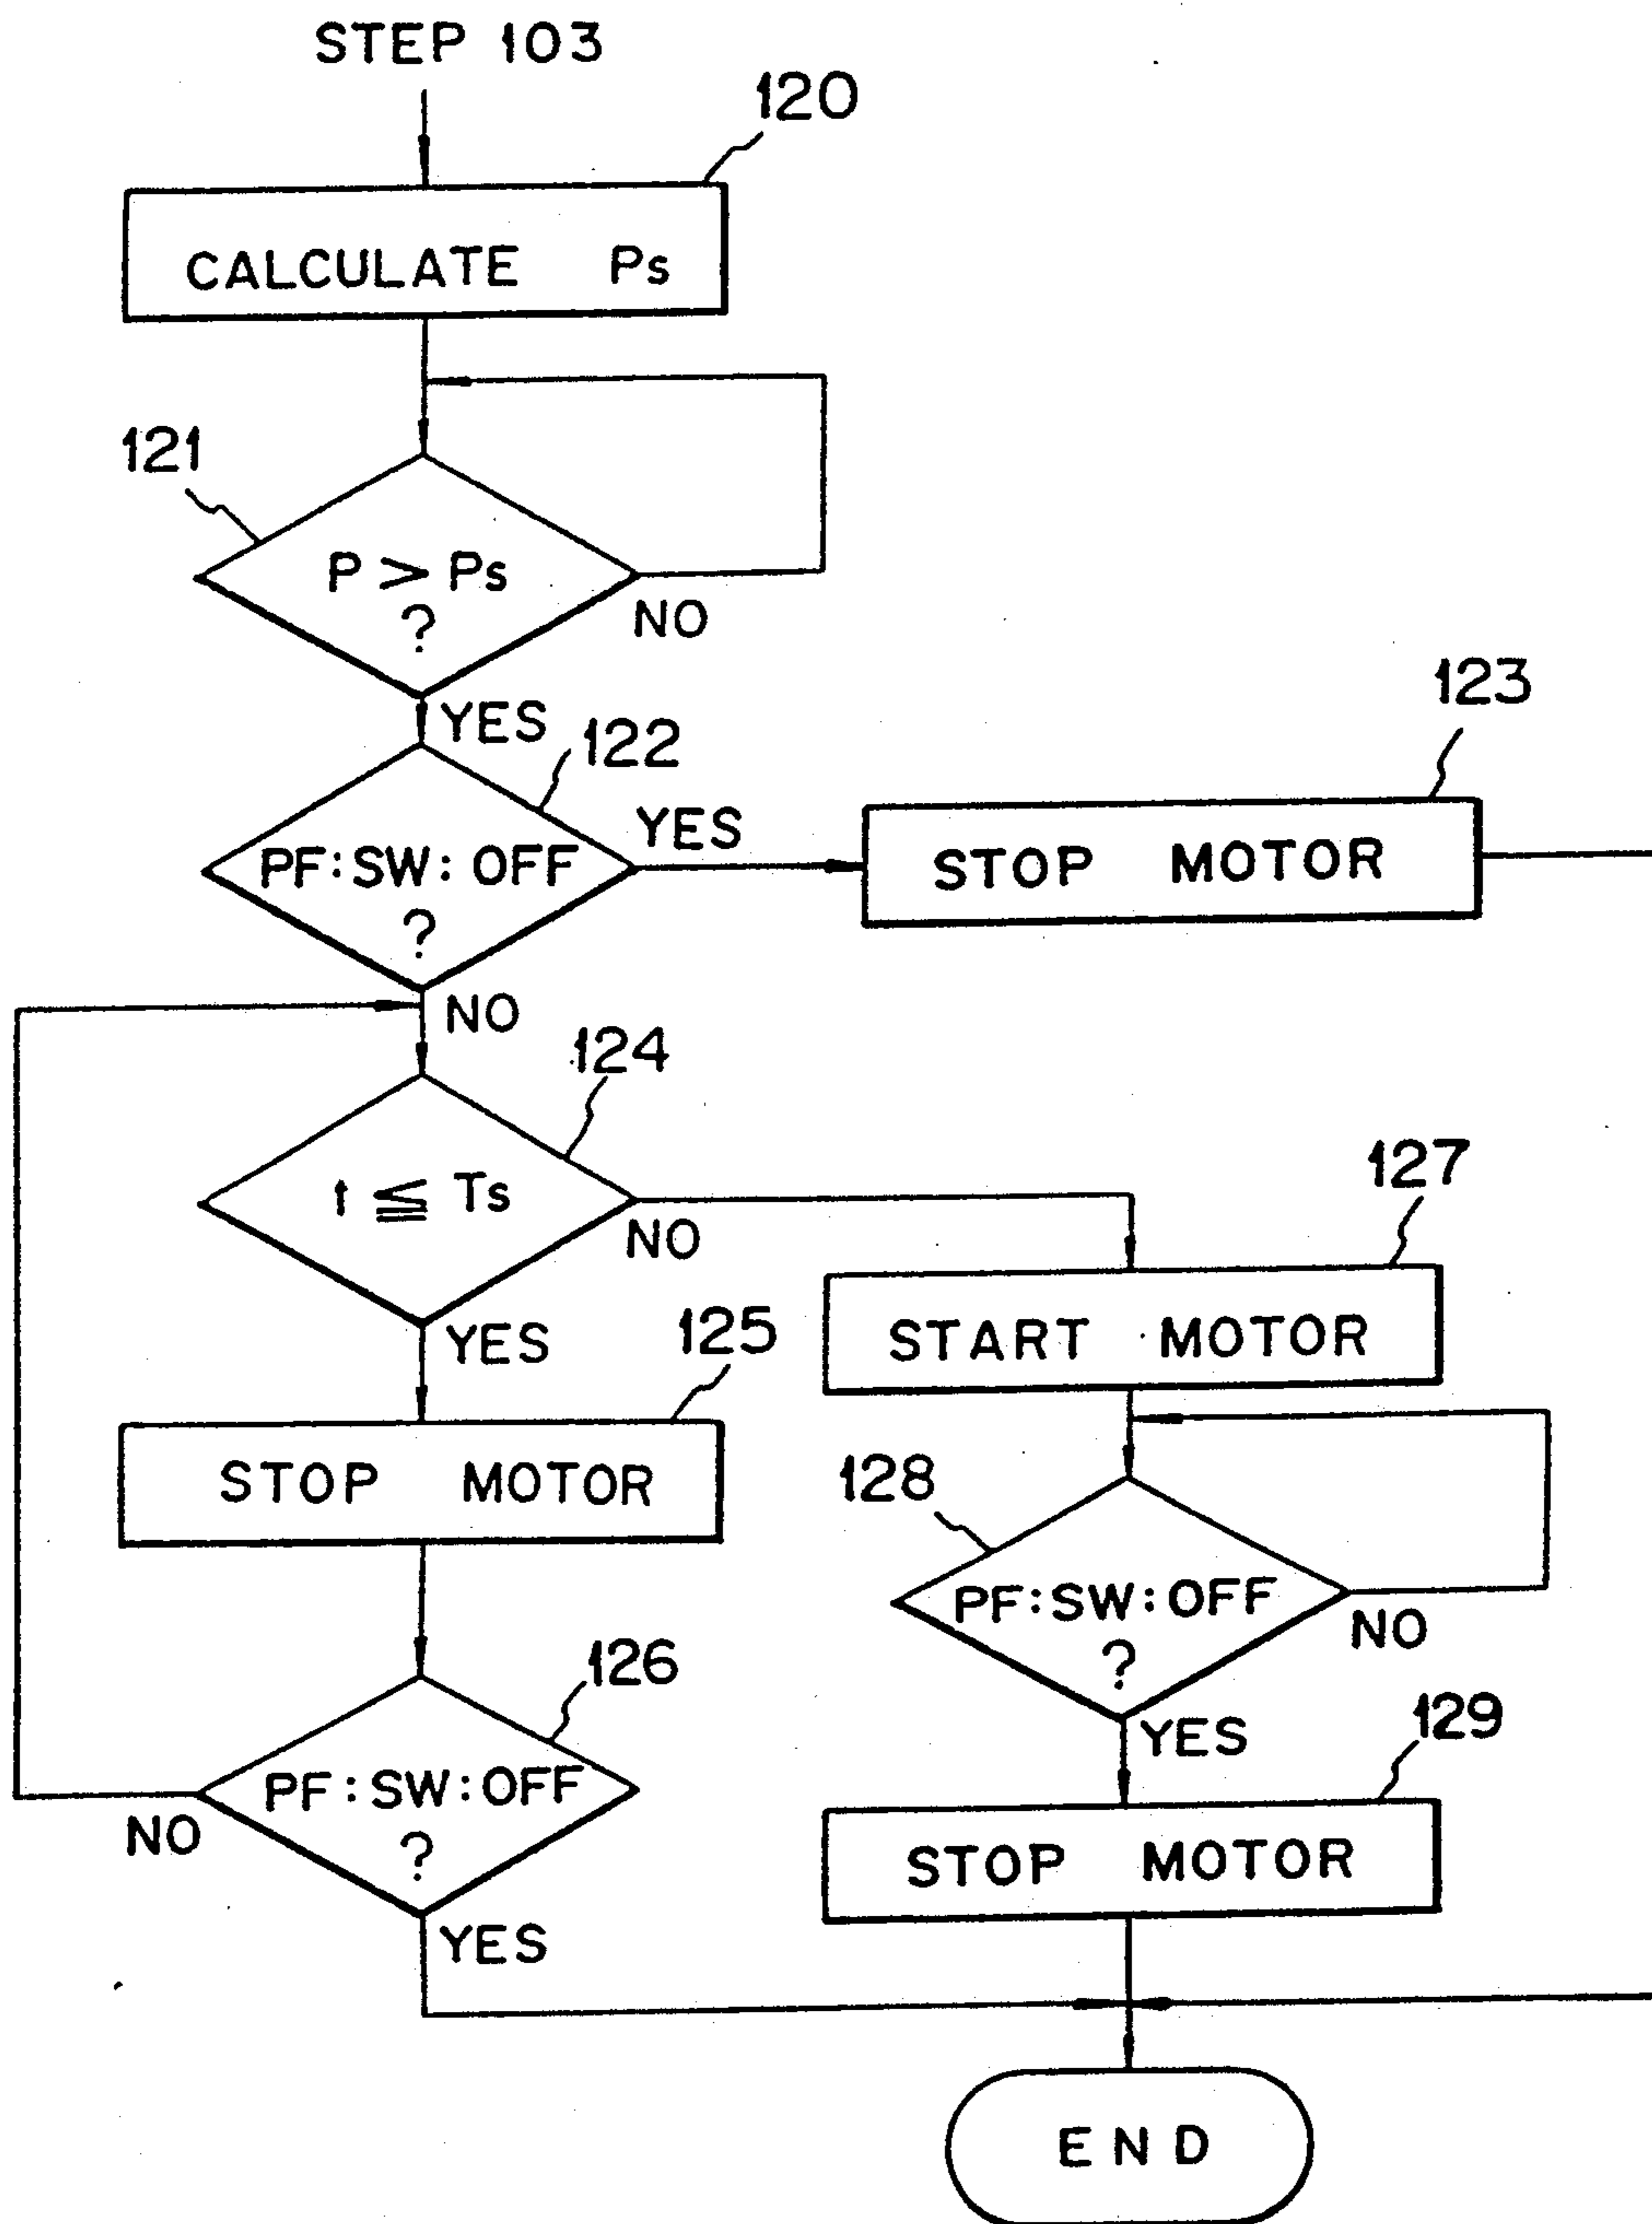 STEP 103
120
CALCULATE Ps
121
P > Ps
?
NO
YES
122
PF:SW:OFF
?
YES
123
STOP MOTOR
NO
124
t ≦ Ts
NO
YES
125
STOP MOTOR
127
START MOTOR
128
PF:SW:OFF
?
NO
YES
126
PF:SW:OFF
?
NO
YES
129
STOP MOTOR
END